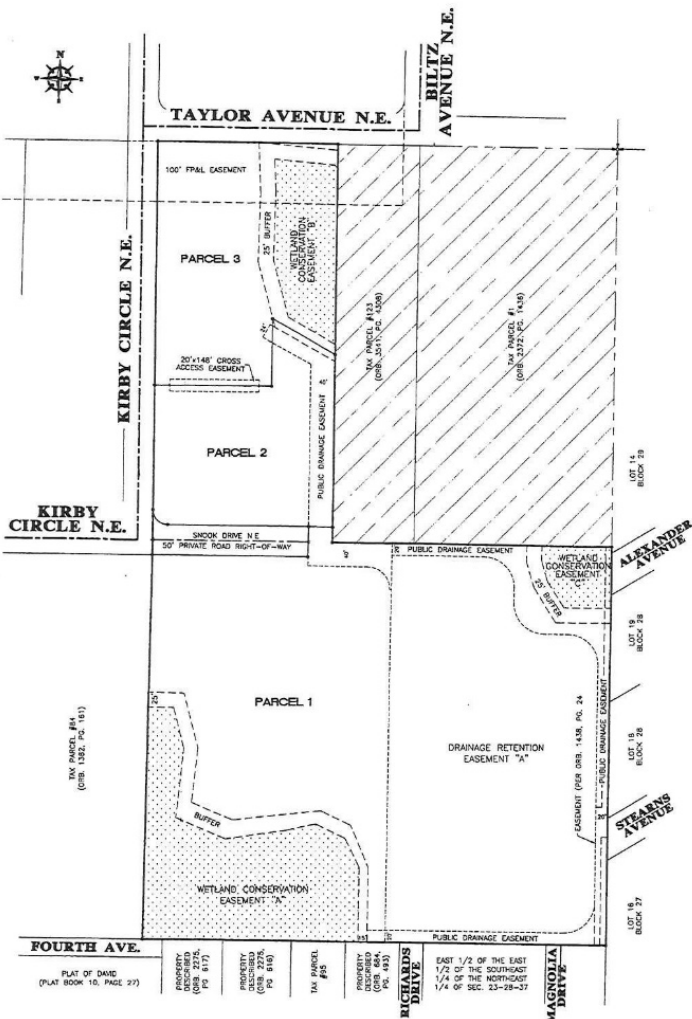 N
BILTZ
AVENUE N.E.
TAYLOR AVENUE N.E.
100' FP&L EASEMENT
25' BUFFER
WETLAND
CONSERVATION
EASEMENT "B"
PARCEL 3
KIRBY CIRCLE N.E.
TAX PARCEL #123
(ORB. 3511, PG. 4308)
TAX PARCEL #1
(ORB. 2372, PG. 1436)
20'x148' CROSS
ACCESS EASEMENT
PUBLIC DRAINAGE EASEMENT
PARCEL 2
LOT 14
BLOCK 29
KIRBY
CIRCLE N.E.
SNOOK DRIVE N E
50' PRIVATE ROAD RIGHT-OF-WAY
PUBLIC DRAINAGE EASEMENT
WETLAND
CONSERVATION
EASEMENT
"C"
ALEXANDER
AVENUE
25' BUFFER
LOT 19
BLOCK 28
25'
PARCEL 1
TAX PARCEL #64
(ORB. 1382, PG. 161)
DRAINAGE RETENTION
EASEMENT "A"
EASEMENT (PER ORB. 1438, PG. 24
PUBLIC DRAINAGE EASEMENT
LOT 18
BLOCK 28
BUFFER
20'
STEARNS
AVENUE
WETLAND CONSERVATION
EASEMENT "A"
LOT 16
BLOCK 27
25'
PUBLIC DRAINAGE EASEMENT
FOURTH AVE.
PLAT OF DAVID
(PLAT BOOK 10, PAGE 27)
PROPERTY
DESCRIBED
(ORB. 2275,
PG 617)
PROPERTY
DESCRIBED
(ORB. 2275,
PG 616)
TAX PARCEL
#95
PROPERTY
DESCRIBED
(ORB. 684,
PG. 493)
RICHARDS
DRIVE
EAST 1/2 OF THE EAST
1/2 OF THE SOUTHEAST
1/4 OF THE NORTHEAST
1/4 OF SEC. 23-28-37
MAGNOLIA
DRIVE